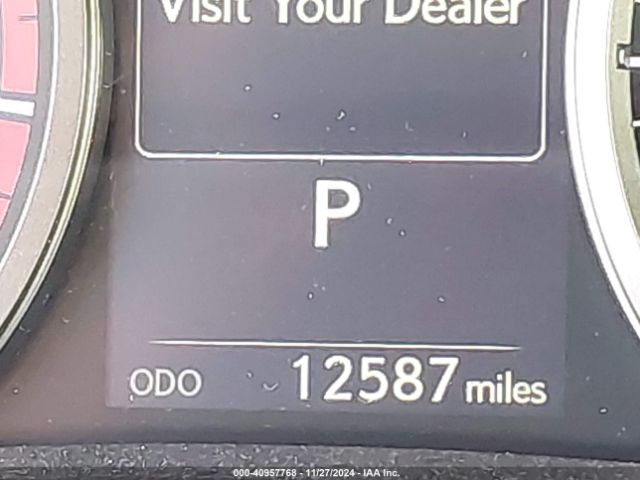 Visit Your Dealer
P
ODO 12587 miles
000-40957768 - 11/27/2024 - IAA Inc.